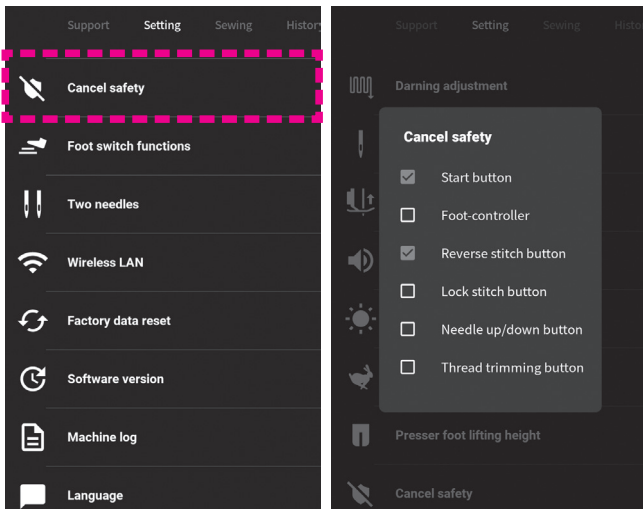 Support Setting Sewing History
Cancel safety
Foot switch functions
Two needles
Wireless LAN
Factory data reset
Software version
Machine log
Language
Support Setting Sewing Histo
Darning adjustment
Cancel safety
Start button
Foot-controller
Reverse stitch button
Lock stitch button
Needle up/down button
Thread trimming button
Presser foot lifting height
Cancel safety